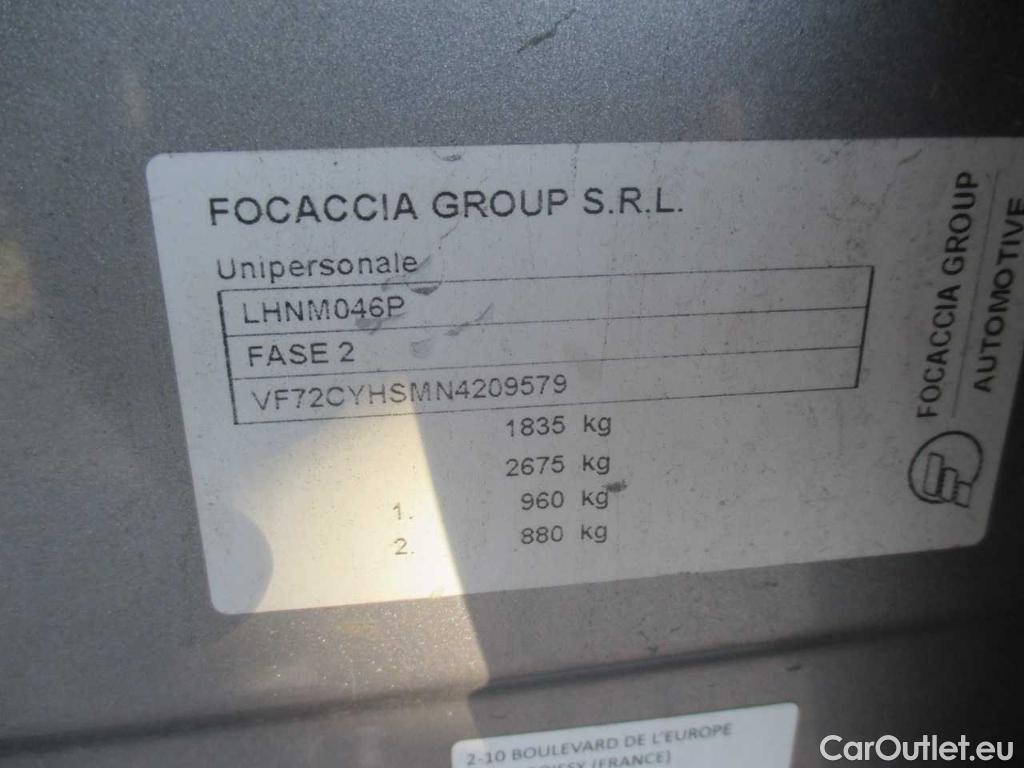 FOCACCIA GROUP S.R.L.
Unipersonale
LHNM046P
FASE 2
VF72CYHSMN4209579
1835 kg
2675 kg
1. 960 kg
2. 880 kg
FOCACCIA GROUP
AUTOMOTIVE
2-10 BOULEVARD DE L'EUROPE
(FRANCE)
CarOutlet.eu